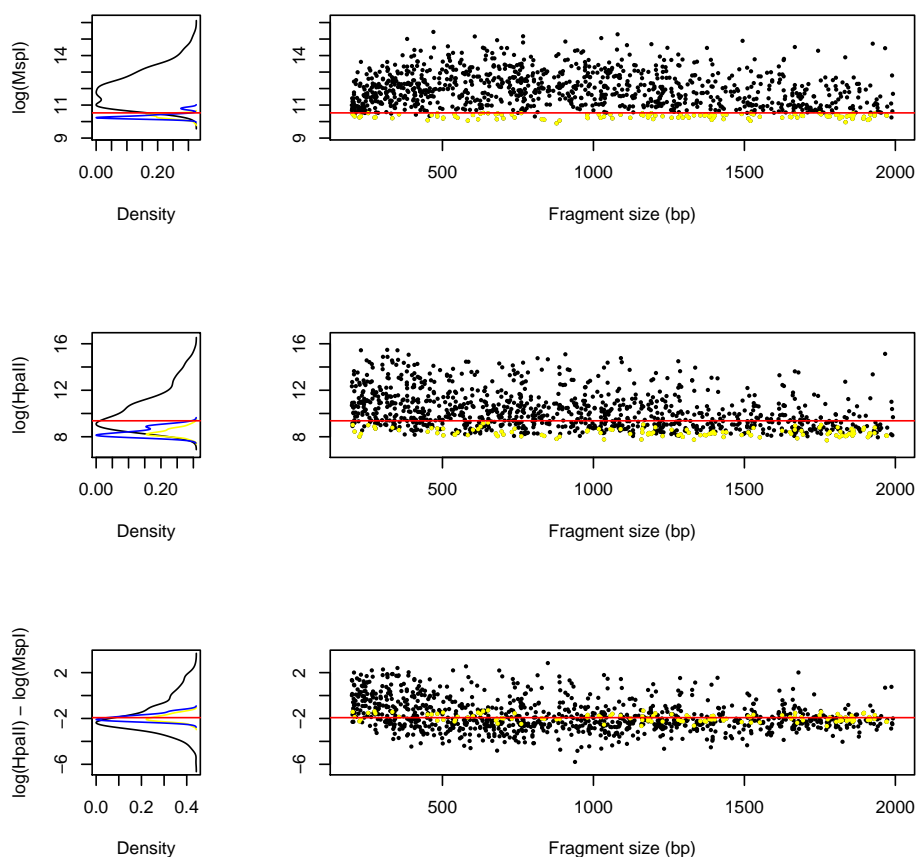 log(MspI)
14
11
9
0.00 0.20
Density
500 1000 1500 2000
Fragment size (bp)
log(HpaII)
16
12
8
0.00 0.20
Density
16
12
8
500 1000 1500 2000
Fragment size (bp)
log(HpaII) − log(MspI)
2
−2
−6
0.0 0.2 0.4
Density
2
−2
−6
500 1000 1500 2000
Fragment size (bp)